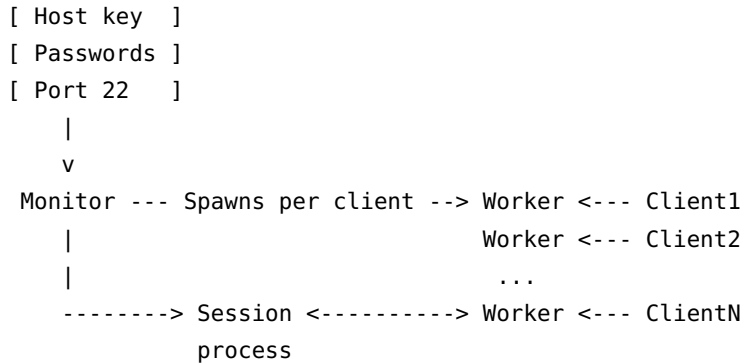 [ Host key  ]
[ Passwords ]
[ Port 22   ]
    |
    v
 Monitor --- Spawns per client --> Worker <--- Client1
    |                              Worker <--- Client2
    |                               ...
    --------> Session <----------> Worker <--- ClientN
              process